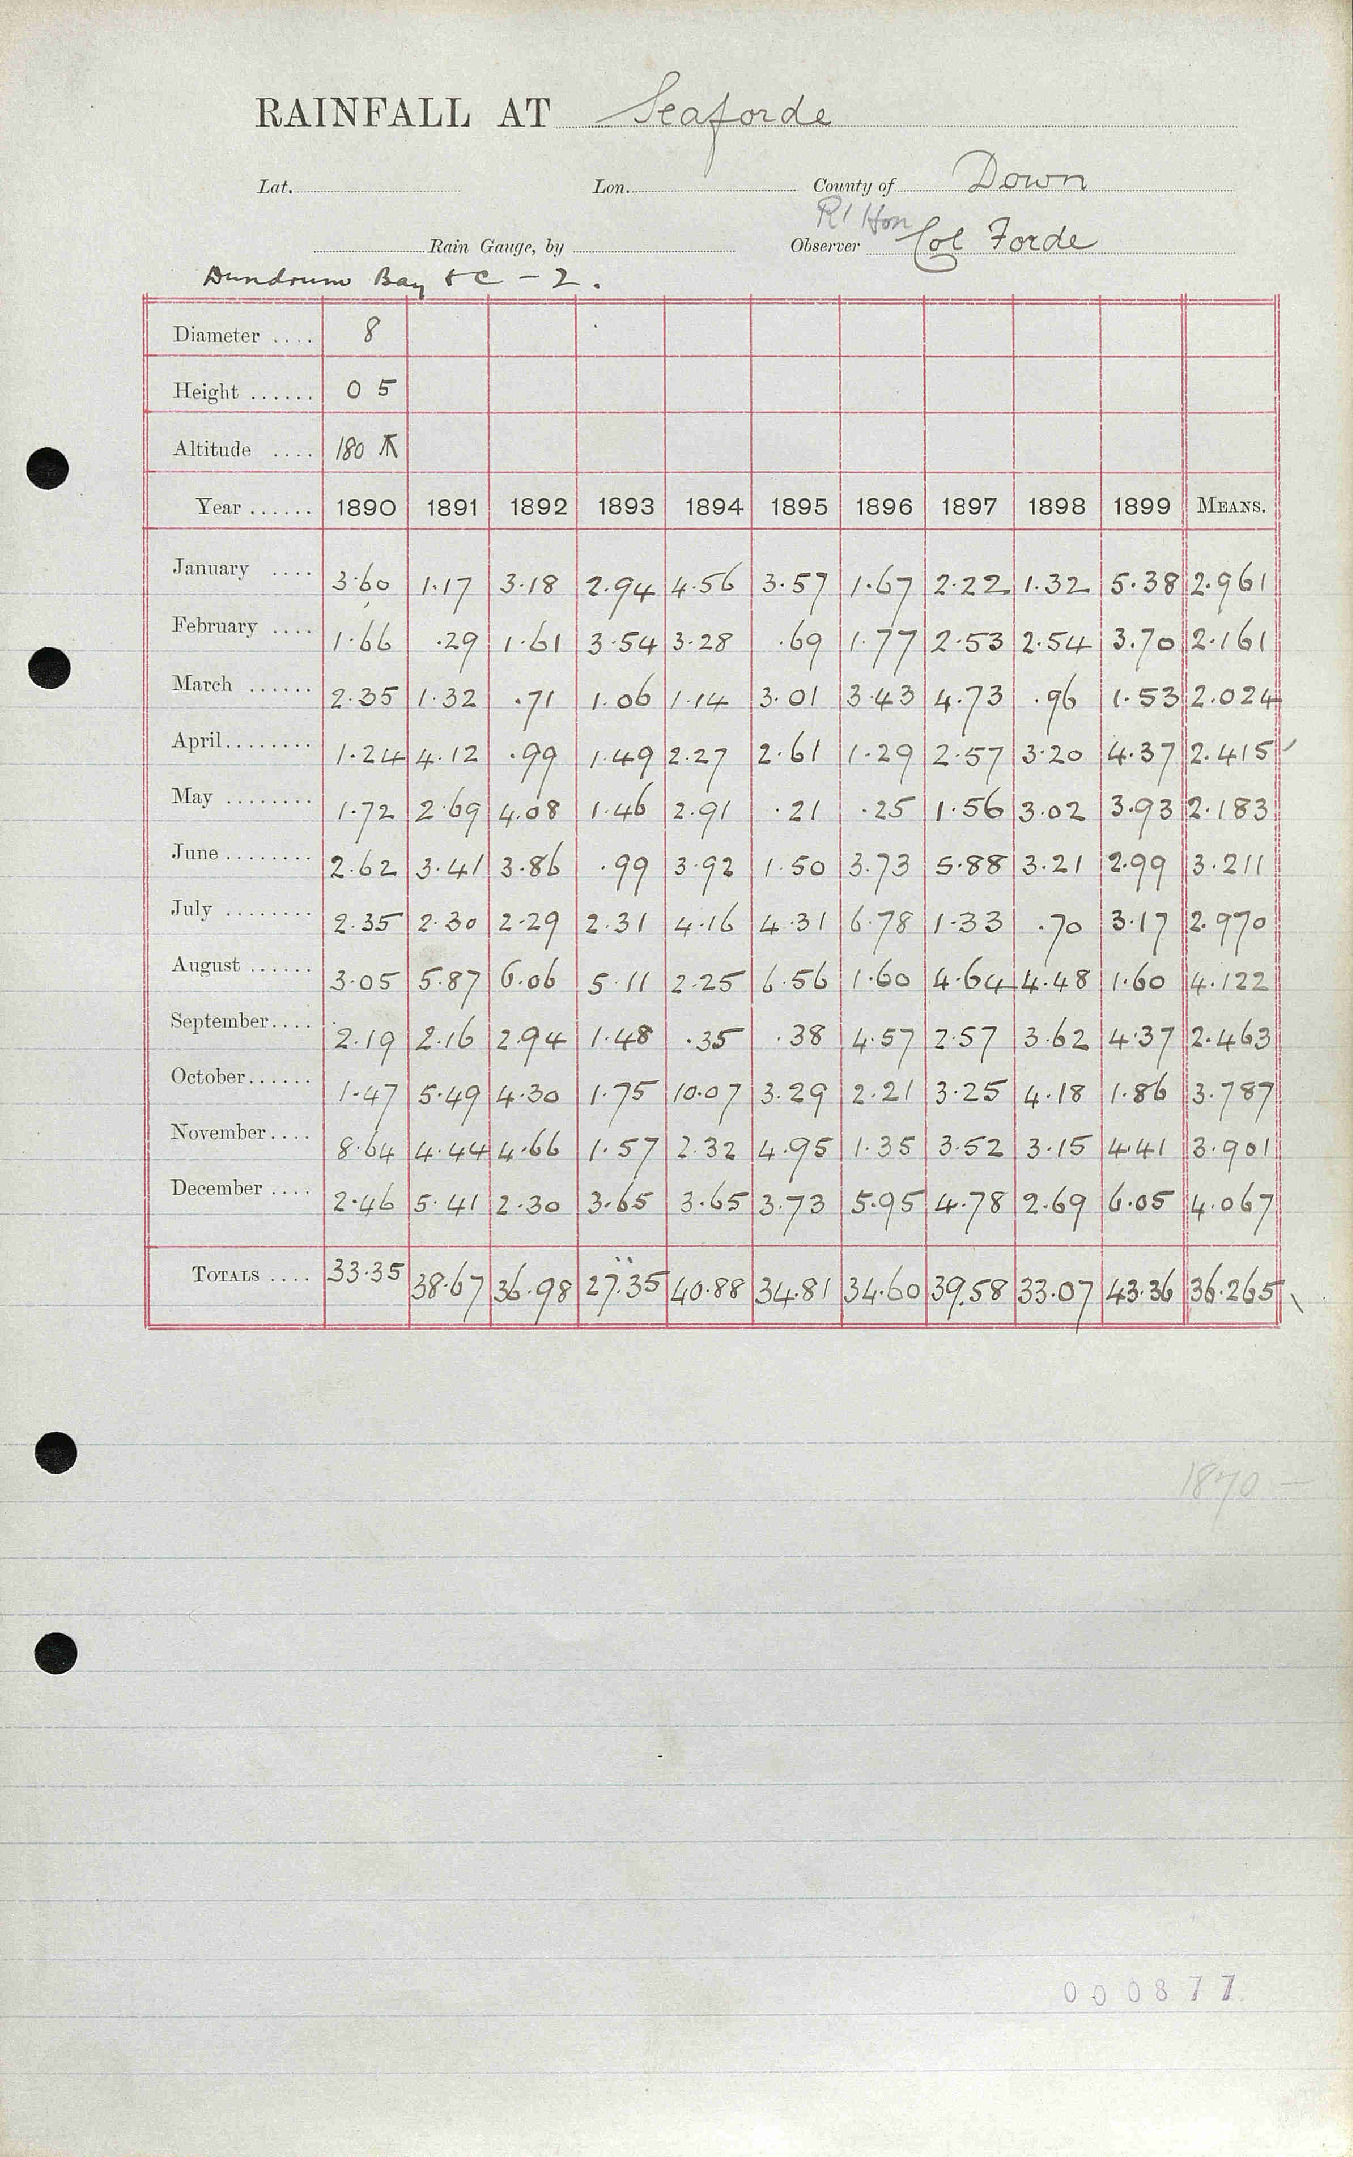 RAINFALL AT Seaforde
Lat. Lon. County of Down
Rt Hon
Rain Gauge, by Observer Col Forde
Dundrum Bay & C - 2.
Diameter .... 8
Height ...... 0 5
Altitude .... 180
Year ...... 1890 1891 1892 1893 1894 1895 1896 1897 1898 1899 MEANS.
January .... 3.60 1.17 3.18 2.94 4.56 3.57 1.67 2.22 1.32 5.38 2.961
February .... 1.66 .29 1.61 3.54 3.28 .69 1.77 2.53 2.54 3.70 2.161
March ...... 2.35 1.32 .71 1.06 1.14 3.01 3.43 4.73 .96 1.53 2.024
April ........ 1.24 4.12 .99 1.49 2.27 2.61 1.29 2.57 3.20 4.37 2.415
May ........ 1.72 2.69 4.08 1.46 2.91 .21 .25 1.56 3.02 3.93 2.183
June ........ 2.62 3.41 3.86 .99 3.92 1.50 3.73 5.88 3.21 2.99 3.211
July ........ 2.35 2.30 2.29 2.31 4.16 4.31 6.78 1.33 .70 3.17 2.970
August ...... 3.05 5.87 6.06 5.11 2.25 6.56 1.60 4.64 4.48 1.60 4.122
September .... 2.19 2.16 2.94 1.48 .35 .38 4.57 2.57 3.62 4.37 2.463
October ...... 1.47 5.49 4.30 1.75 10.07 3.29 2.21 3.25 4.18 1.86 3.787
November .... 8.64 4.44 4.66 1.57 2.32 4.95 1.35 3.52 3.15 4.41 3.901
December .... 2.46 5.41 2.30 3.65 3.65 3.73 5.95 4.78 2.69 6.05 4.067
TOTALS .... 33.35 38.67 36.98 27.35 40.88 34.81 34.60 39.58 33.07 43.36 36.265
1870 -
000877